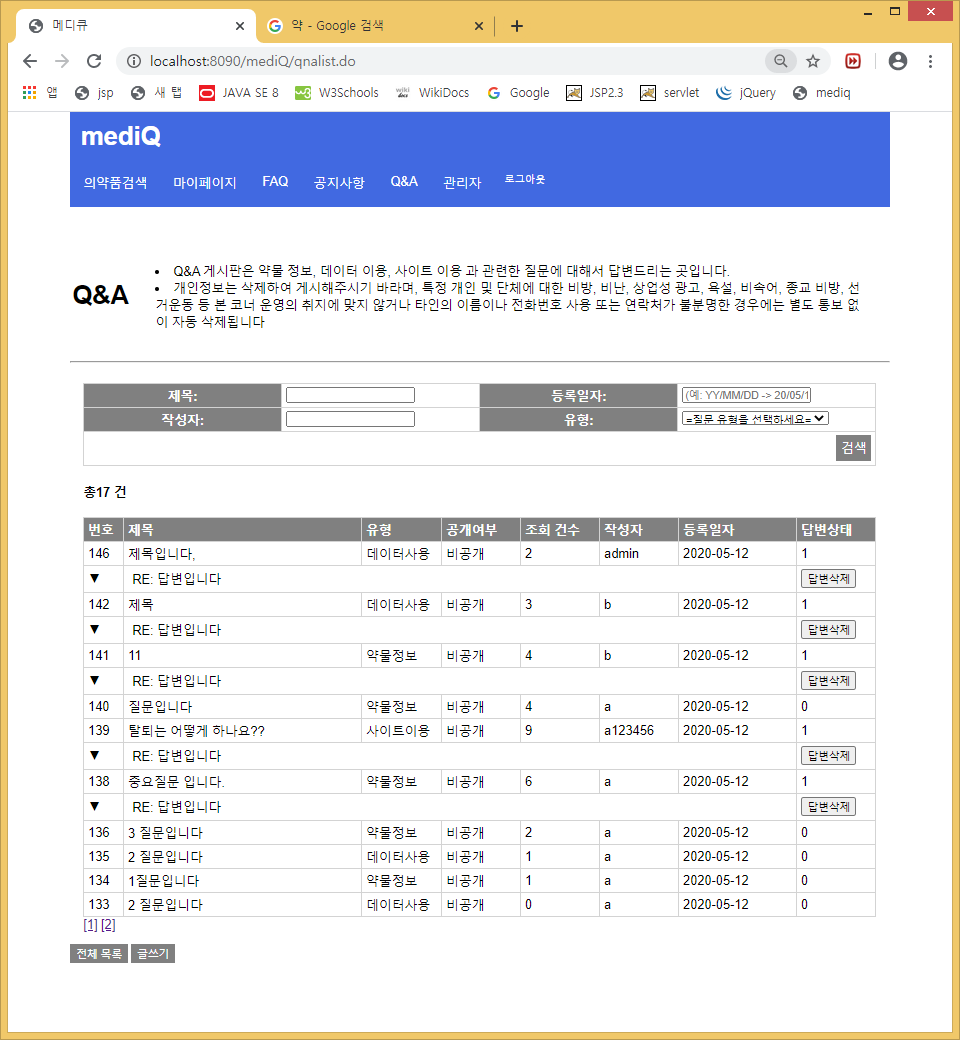 메디큐
약 - Google 검색
localhost:8090/mediQ/qnalist.do
앱 jsp 새 탭 JAVA SE 8 W3Schools WikiDocs Google JSP2.3 servlet jQuery mediq
mediQ
의약품검색 마이페이지 FAQ 공지사항 Q&A 관리자 로그아웃
Q&A
• Q&A 게시판은 약물 정보, 데이터 이용, 사이트 이용 과 관련한 질문에 대해서 답변드리는 곳입니다.
• 개인정보는 삭제하여 게시해주시기 바라며, 특정 개인 및 단체에 대한 비방, 비난, 상업성 광고, 욕설, 비속어, 종교 비방, 선
거운동 등 본 코너 운영의 취지에 맞지 않거나 타인의 이름이나 전화번호 사용 또는 연락처가 불분명한 경우에는 별도 통보 없
이 자동 삭제됩니다
제목: 등록일자: (예: YY/MM/DD -> 20/05/1
작성자: 유형: =질문 유형을 선택하세요=
검색
총17 건
번호 제목 유형 공개여부 조회 건수 작성자 등록일자 답변상태
146 제목입니다, 데이터사용 비공개 2 admin 2020-05-12 1
▼ RE: 답변입니다 답변삭제
142 제목 데이터사용 비공개 3 b 2020-05-12 1
▼ RE: 답변입니다 답변삭제
141 11 약물정보 비공개 4 b 2020-05-12 1
▼ RE: 답변입니다 답변삭제
140 질문입니다 약물정보 비공개 4 a 2020-05-12 0
139 탈퇴는 어떻게 하나요?? 사이트이용 비공개 9 a123456 2020-05-12 1
▼ RE: 답변입니다 답변삭제
138 중요질문 입니다. 약물정보 비공개 6 a 2020-05-12 1
▼ RE: 답변입니다 답변삭제
136 3 질문입니다 약물정보 비공개 2 a 2020-05-12 0
135 2 질문입니다 데이터사용 비공개 1 a 2020-05-12 0
134 1질문입니다 약물정보 비공개 1 a 2020-05-12 0
133 2 질문입니다 데이터사용 비공개 0 a 2020-05-12 0
[1] [2]
전체 목록 글쓰기